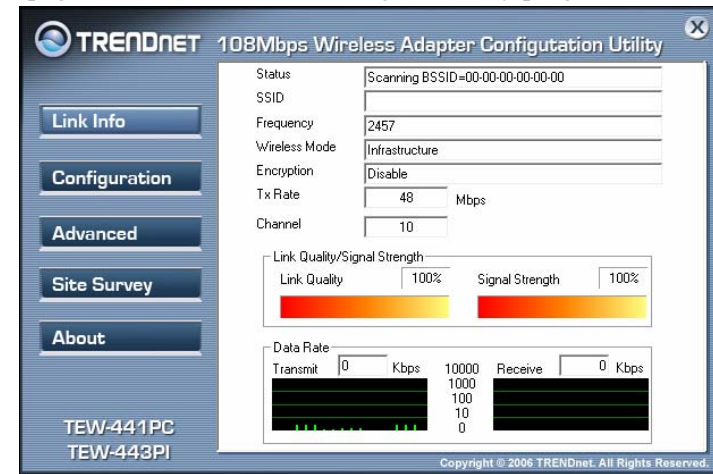 TRENDnet 108Mbps Wireless Adapter Configutation Utility
Link Info
Configuration
Advanced
Site Survey
About
TEW-441PC
TEW-443PI
Status Scanning BSSID=00-00-00-00-00-00
SSID
Frequency 2457
Wireless Mode Infrastructure
Encryption Disable
Tx Rate 48 Mbps
Channel 10
Link Quality/Signal Strength
Link Quality 100% Signal Strength 100%
Data Rate
Transmit 0 Kbps 10000 Receive 0 Kbps
1000
100
10
0
Copyright © 2006 TRENDnet. All Rights Reserved.